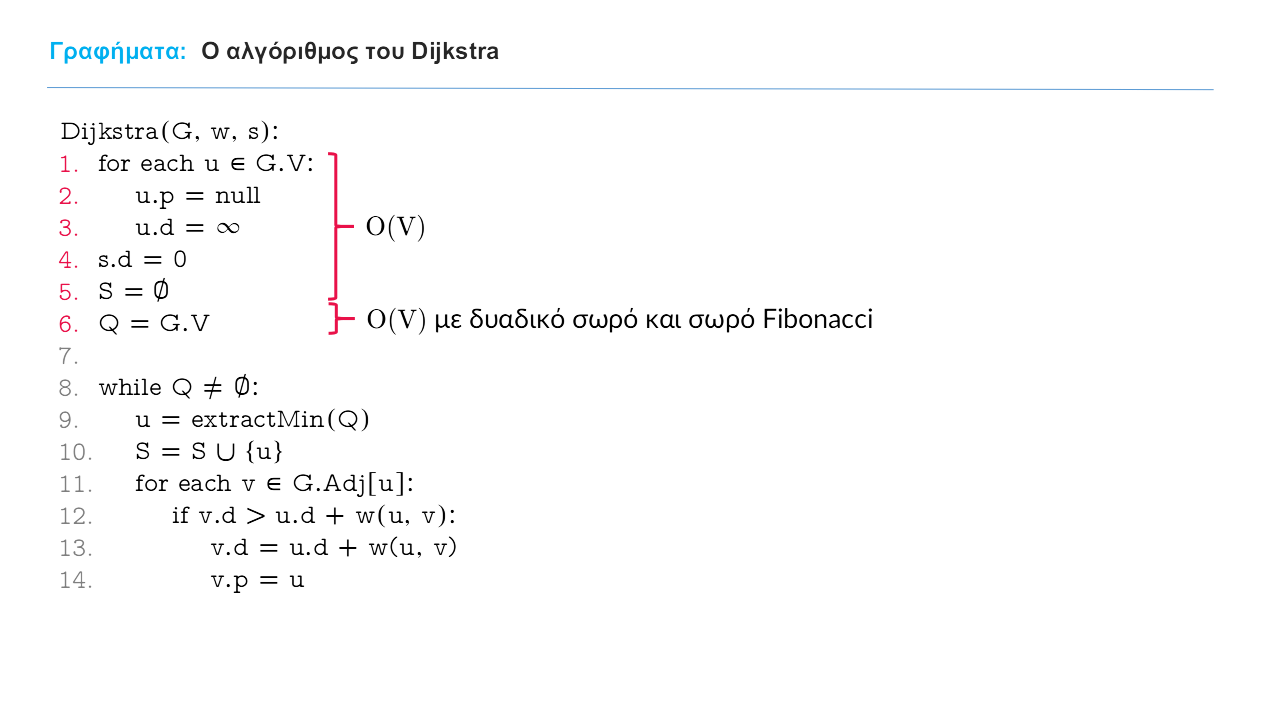 Γραφήματα: Ο αλγόριθμος του Dijkstra
Dijkstra(G, w, s):
1. for each u ∈ G.V:
2. u.p = null
3. u.d = ∞
O(V)
4. s.d = 0
5. S = ∅
6. Q = G.V
O(V) με δυαδικό σωρό και σωρό Fibonacci
7.
8. while Q ≠ ∅:
9. u = extractMin(Q)
10. S = S ∪ {u}
11. for each v ∈ G.Adj[u]:
12. if v.d > u.d + w(u, v):
13. v.d = u.d + w(u, v)
14. v.p = u